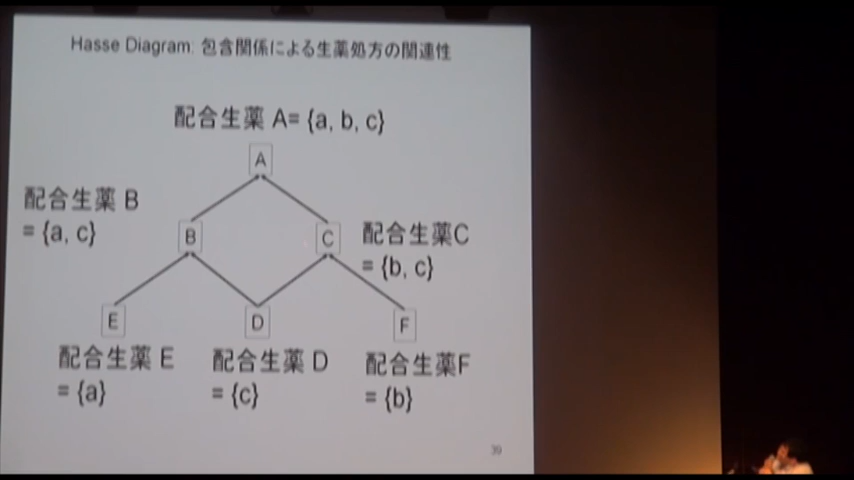 Hasse Diagram: 包含関係による生薬処方の関連性
配合生薬 A= {a, b, c}
A
配合生薬 B
= {a, c}
B
C
配合生薬C
= {b, c}
E
D
F
配合生薬 E
= {a}
配合生薬 D
= {c}
配合生薬F
= {b}
39